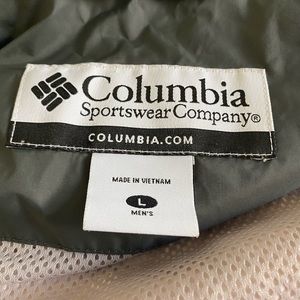 Columbia
Sportswear Company®
COLUMBIA.COM
MADE IN VIETNAM
L
MEN'S